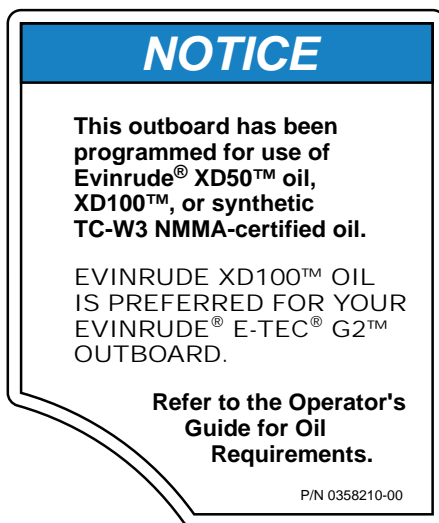 NOTICE
This outboard has been
programmed for use of
Evinrude® XD50™ oil,
XD100™, or synthetic
TC-W3 NMMA-certified oil.
EVINRUDE XD100™ OIL
IS PREFERRED FOR YOUR
EVINRUDE® E-TEC® G2™
OUTBOARD.
Refer to the Operator's
Guide for Oil
Requirements.
P/N 0358210-00